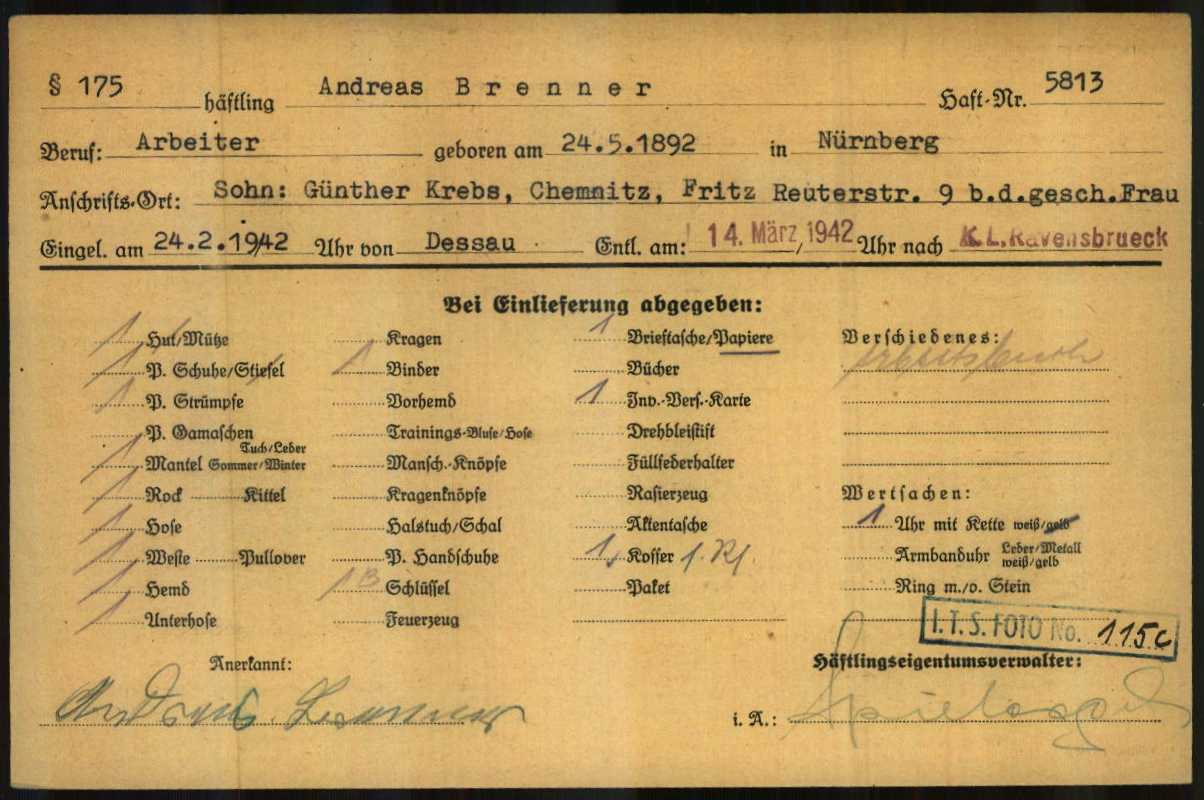 § 175 häftling Andreas Brenner Haft-Nr. 5813
Beruf: Arbeiter geboren am 24.5.1892 in Nürnberg
Anschrifts-Ort: Sohn: Günther Krebs, Chemnitz, Fritz Reuterstr. 9 b.d.gesch.Frau
Eingel. am 24.2.1942 Uhr von Dessau Entl. am: 14. März 1942 Uhr nach K.L. Ravensbrueck
Bei Einlieferung abgegeben:
1 Hut/Mütze Kragen 1 Brieftasche/Papiere Verschiedenes:
1 P. Schuhe/Stiefel 1 Binder Bücher Arbeitsbuch
1 P. Strümpfe Vorhemd 1 Inv.-Vers.-Karte
P. Gamaschen Trainings-Bluse/Hose Drehbleistift
1 Mantel Tuch/Leder Sommer/Winter Mansch.-Knöpfe Füllfederhalter
1 Rock Kittel Kragenknöpfe Rasierzeug Wertsachen:
1 Hose Halstuch/Schal Aktentasche 1 Uhr mit Kette weiß/gelb
1 Weste Pullover P. Handschuhe 1 Koffer Armbanduhr Leder/Metall weiß/gelb
1 Hemd Schlüssel Paket Ring m./o. Stein
1 Unterhose Feuerzeug
I.T.S. FOTO No. 115c
Anerkannt: Häftlingseigentumsverwalter:
Andreas Brenner i. A.: